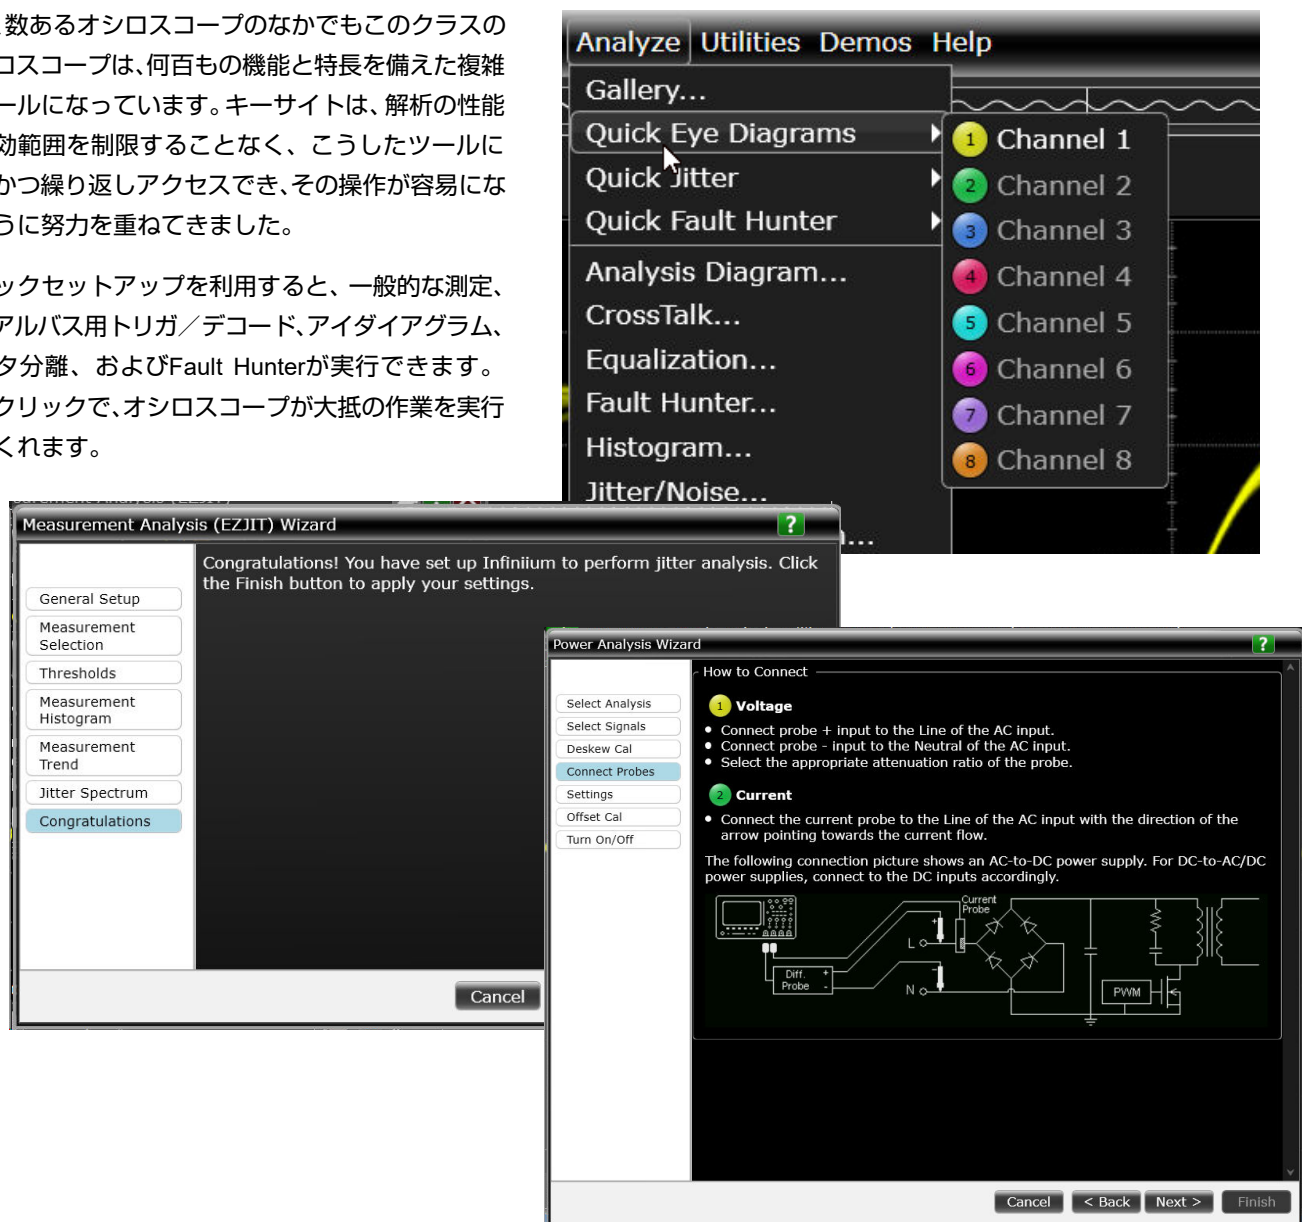 数あるオシロスコープのなかでもこのクラスの
ロスコープは、何百もの機能と特長を備えた複雑
ールになっています。キーサイトは、解析の性能
効範囲を制限することなく、こうしたツールに
かつ繰り返しアクセスでき、その操作が容易にな
うに努力を重ねてきました。
ックセットアップを利用すると、一般的な測定、
アルバス用トリガ／デコード、アイダイアグラム、
タ分離、およびFault Hunterが実行できます。
クリックで、オシロスコープが大抵の作業を実行
くれます。
Analyze Utilities Demos Help
Gallery...
Quick Eye Diagrams
Quick Jitter
Quick Fault Hunter
Analysis Diagram...
CrossTalk...
Equalization...
Fault Hunter...
Histogram...
Jitter/Noise...
1 Channel 1
2 Channel 2
3 Channel 3
4 Channel 4
5 Channel 5
6 Channel 6
7 Channel 7
8 Channel 8
Measurement Analysis (EZJIT) Wizard
?
General Setup
Measurement
Selection
Thresholds
Measurement
Histogram
Measurement
Trend
Jitter Spectrum
Congratulations
Congratulations! You have set up Infiniium to perform jitter analysis. Click
the Finish button to apply your settings.
Cancel
Power Analysis Wizard
?
Select Analysis
Select Signals
Deskew Cal
Connect Probes
Settings
Offset Cal
Turn On/Off
How to Connect
1 Voltage
• Connect probe + input to the Line of the AC input.
• Connect probe - input to the Neutral of the AC input.
• Select the appropriate attenuation ratio of the probe.
2 Current
• Connect the current probe to the Line of the AC input with the direction of the
arrow pointing towards the current flow.
The following connection picture shows an AC-to-DC power supply. For DC-to-AC/DC
power supplies, connect to the DC inputs accordingly.
Current
Probe
+
L
Diff. +
Probe -
-
N
PWM
Cancel < Back Next > Finish